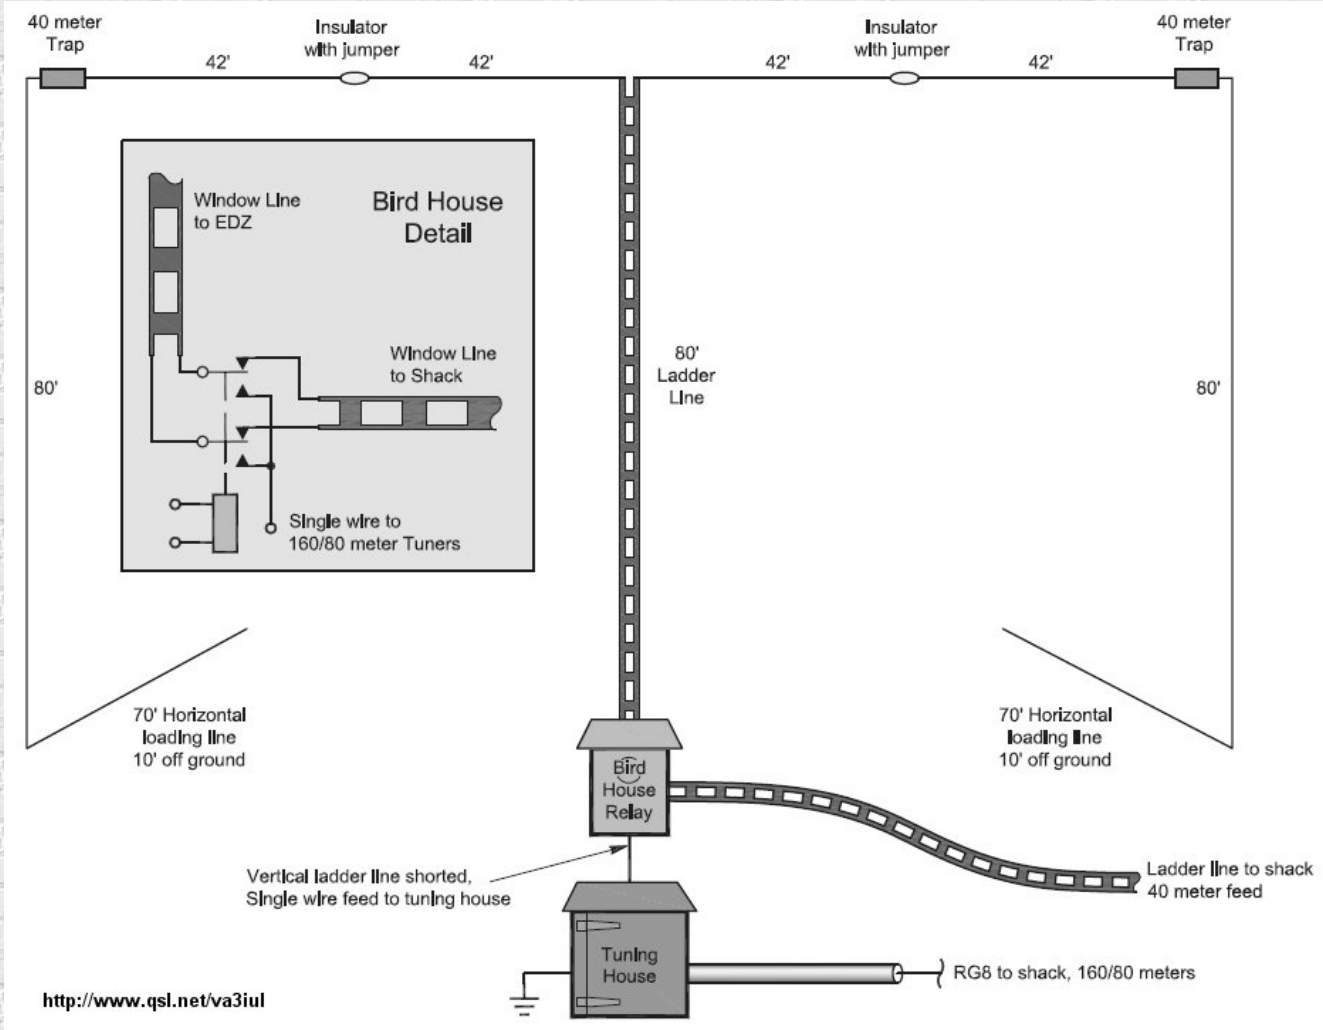 40 meter
Trap
42'
Insulator
with jumper
42'
42'
Insulator
with jumper
42'
40 meter
Trap
Window Line
to EDZ
Bird House
Detail
Window Line
to Shack
Single wire to
160/80 meter Tuners
80'
80'
Ladder
Line
80'
70' Horizontal
loading line
10' off ground
70' Horizontal
loading line
10' off ground
Bird
House
Relay
Vertical ladder line shorted,
Single wire feed to tuning house
Ladder line to shack
40 meter feed
Tuning
House
RG8 to shack, 160/80 meters
http://www.qsl.net/va3iul